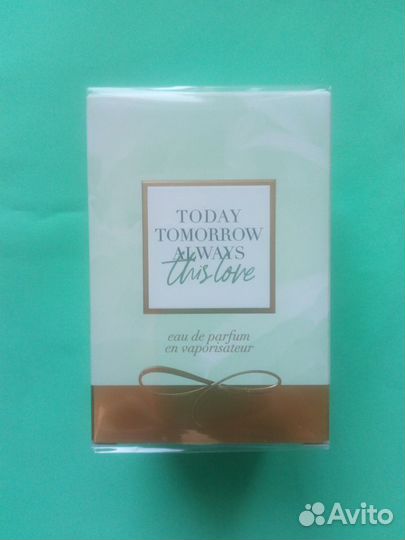 TODAY
TOMORROW
ALWAYS
this love
eau de parfum
en vaporisateur
Avito